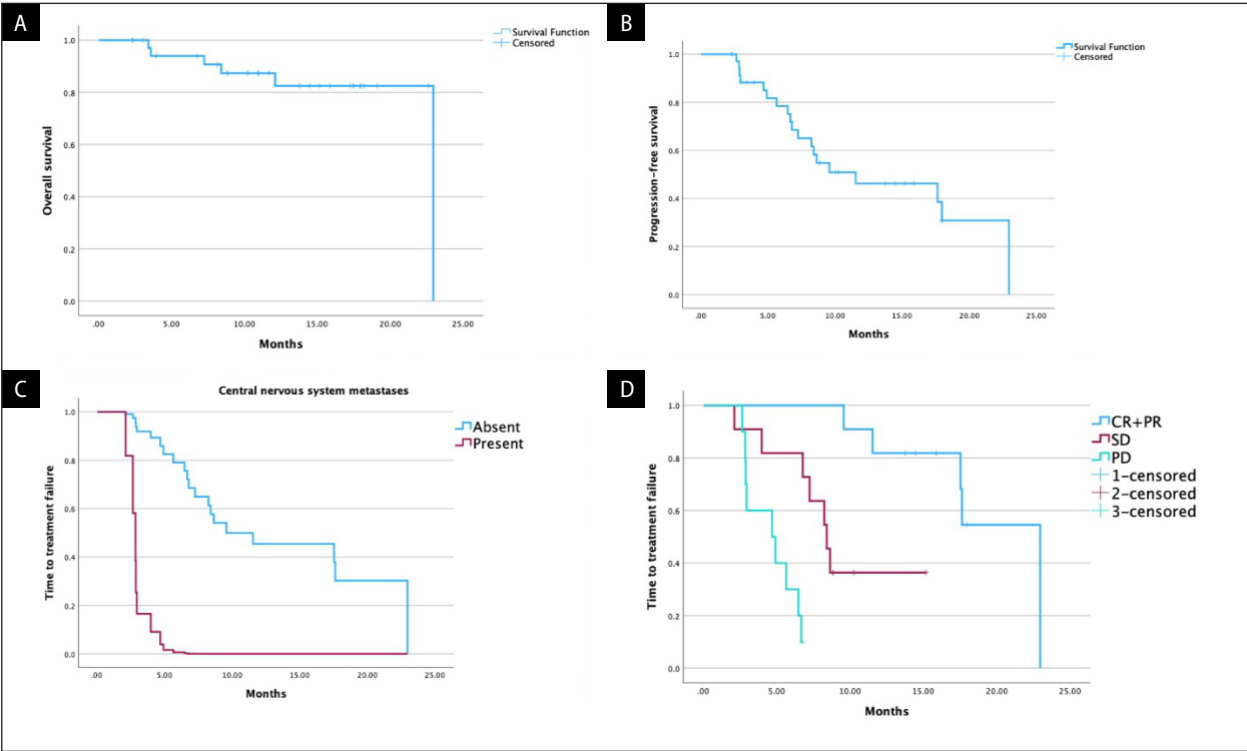 A
Survival Function
Censored
1.0
0.8
0.6
0.4
0.2
0.0
Overall survival
.00 5.00 10.00 15.00 20.00 25.00
Months
B
Survival Function
Censored
1.0
0.8
0.6
0.4
0.2
0.0
Progression-free survival
.00 5.00 10.00 15.00 20.00 25.00
Months
C
Central nervous system metastases
Absent
Present
1.0
0.8
0.6
0.4
0.2
0.0
Time to treatment failure
.00 5.00 10.00 15.00 20.00 25.00
Months
D
CR+PR
SD
PD
1-censored
2-censored
3-censored
1.0
0.8
0.6
0.4
0.2
0.0
Time to treatment failure
.00 5.00 10.00 15.00 20.00 25.00
Months